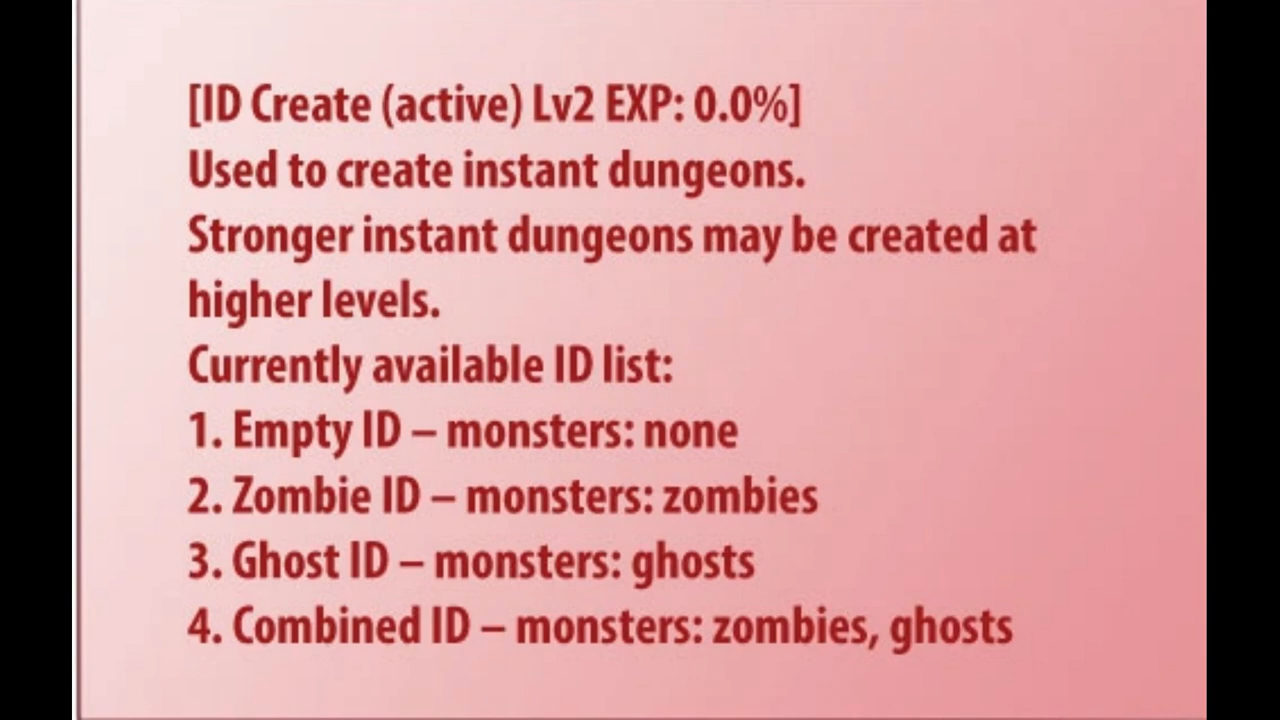 [ID Create (active) Lv2 EXP: 0.0%]
Used to create instant dungeons.
Stronger instant dungeons may be created at
higher levels.
Currently available ID list:
1. Empty ID – monsters: none
2. Zombie ID – monsters: zombies
3. Ghost ID – monsters: ghosts
4. Combined ID – monsters: zombies, ghosts